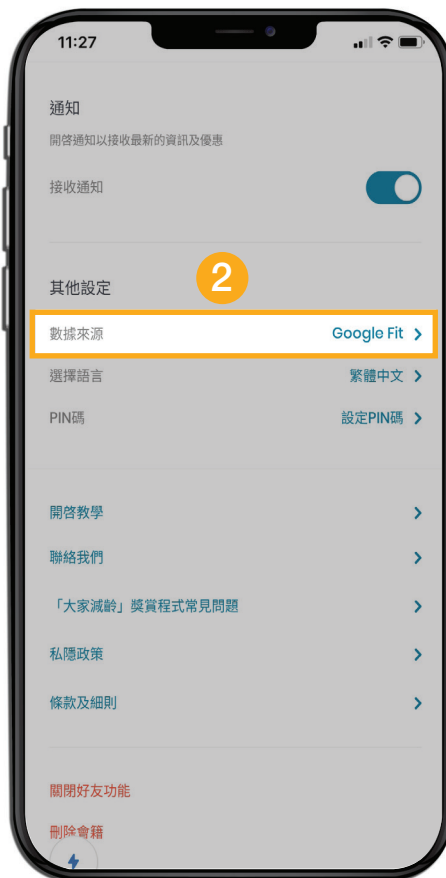 11:27
通知
開啓通知以接收最新的資訊及優惠
接收通知
其他設定
2
數據來源 Google Fit
選擇語言 繁體中文
PIN碼 設定PIN碼
開啓教學
聯絡我們
「大家減齡」獎賞程式常見問題
私隱政策
條款及細則
關閉好友功能
刪除會籍